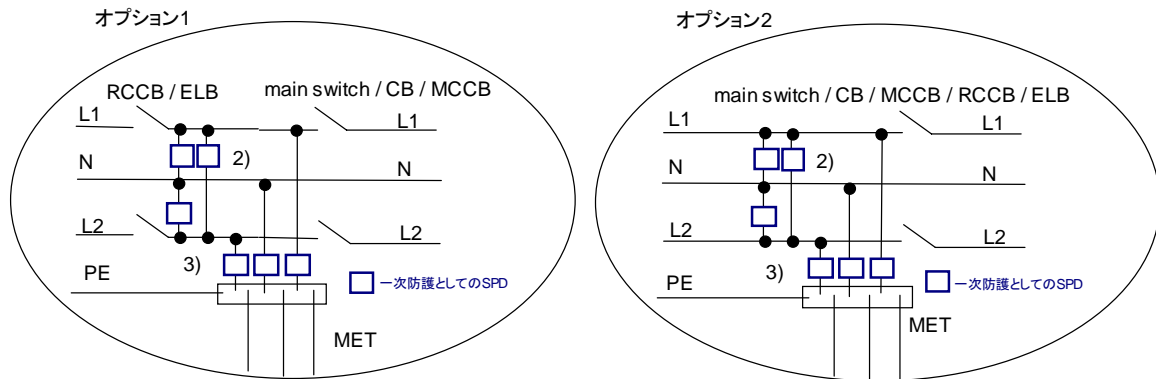 オプション1
RCCB / ELB
main switch / CB / MCCB
L1
L1
2)
N
N
L2
L2
3)
PE
一次防護としてのSPD
MET
オプション2
main switch / CB / MCCB / RCCB / ELB
L1
L1
2)
N
N
L2
L2
3)
PE
一次防護としてのSPD
MET